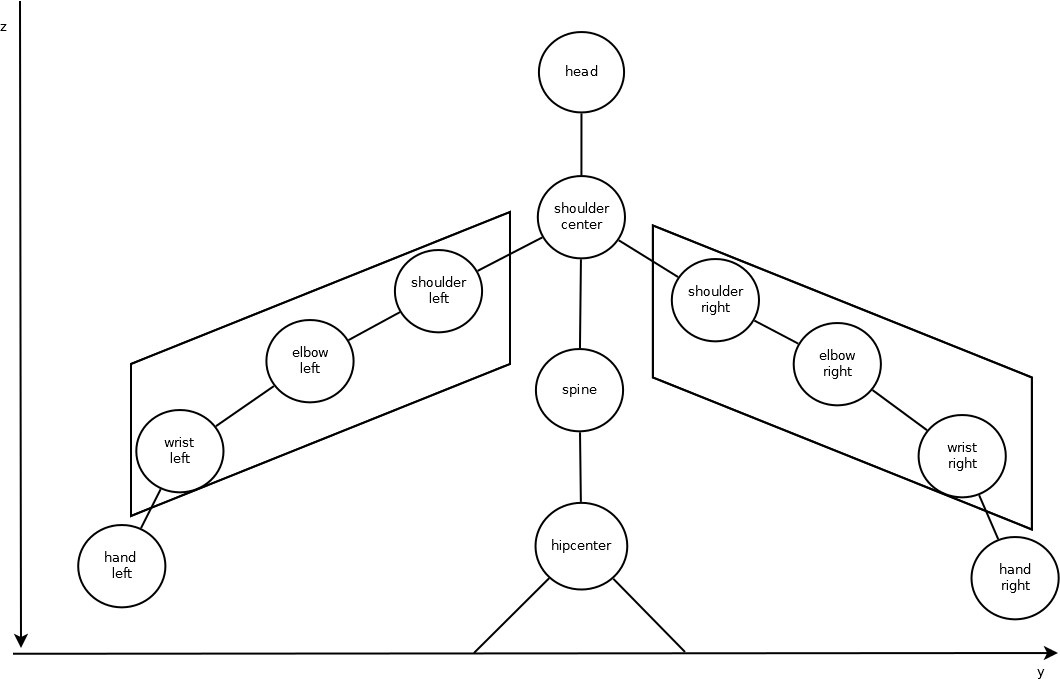 z
head
shoulder
center
shoulder
left
shoulder
right
elbow
left
elbow
right
spine
wrist
left
wrist
right
hipcenter
hand
left
hand
right
y